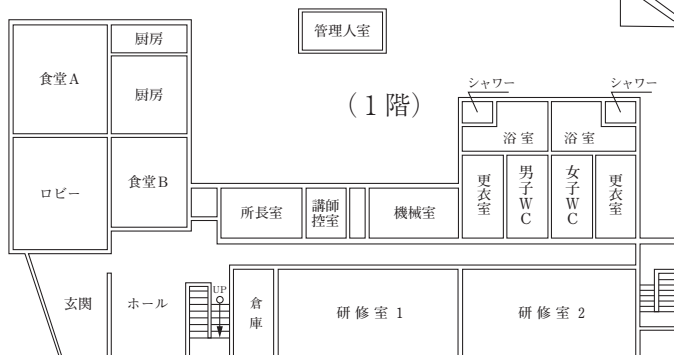 管理人室
厨房
食堂A
厨房
(1階)
シャワー
シャワー
浴室
浴室
ロビー
食堂B
所長室
講師
控室
機械室
更衣室
男子WC
女子WC
更衣室
玄関
ホール
UP
倉庫
研修室1
研修室2